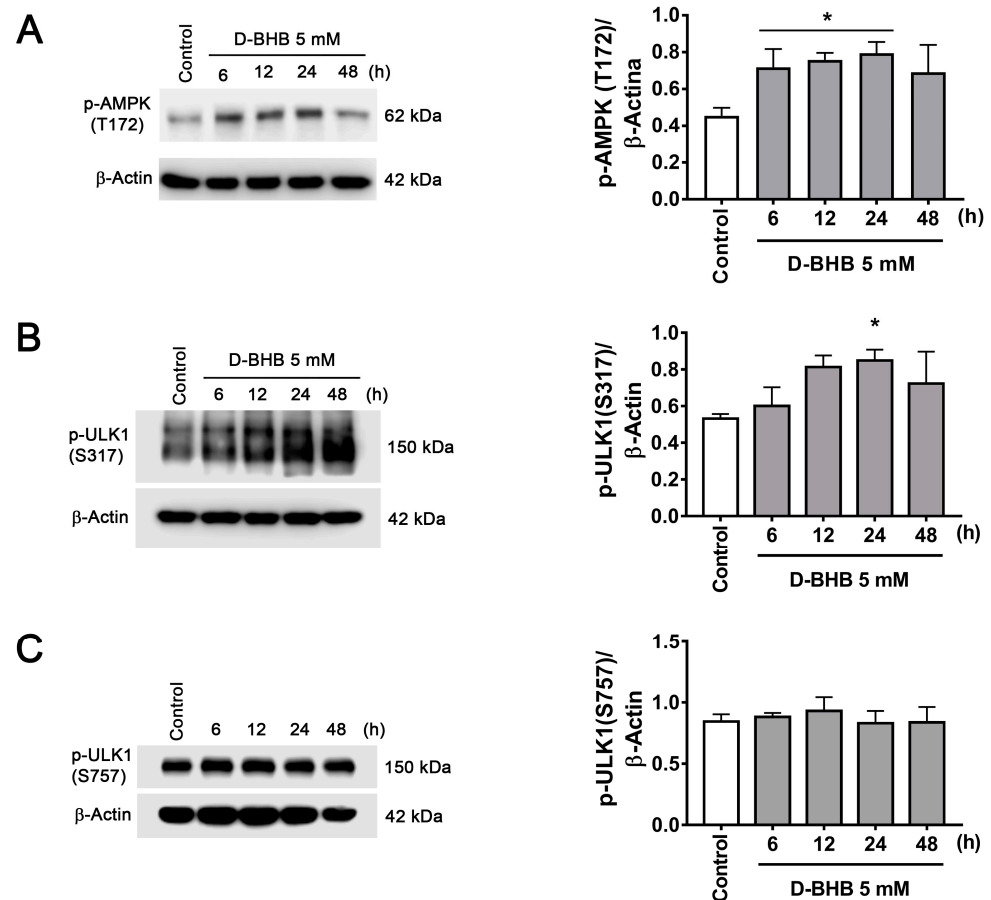 A
Control
D-BHB 5 mM
6 12 24 48 (h)
p-AMPK
(T172)
62 kDa
β-Actin
42 kDa
p-AMPK (T172)/
β-Actina
1.0
0.8
0.6
0.4
0.2
0.0
Control
6 12 24 48 (h)
D-BHB 5 mM
*
B
Control
D-BHB 5 mM
6 12 24 48 (h)
p-ULK1
(S317)
150 kDa
β-Actin
42 kDa
p-ULK1(S317)/
β-Actin
1.0
0.8
0.6
0.4
0.2
0.0
Control
6 12 24 48 (h)
D-BHB 5 mM
*
C
Control
6 12 24 48 (h)
p-ULK1
(S757)
150 kDa
β-Actin
42 kDa
p-ULK1(S757)/
β-Actin
1.5
1.0
0.5
0.0
Control
6 12 24 48 (h)
D-BHB 5 mM